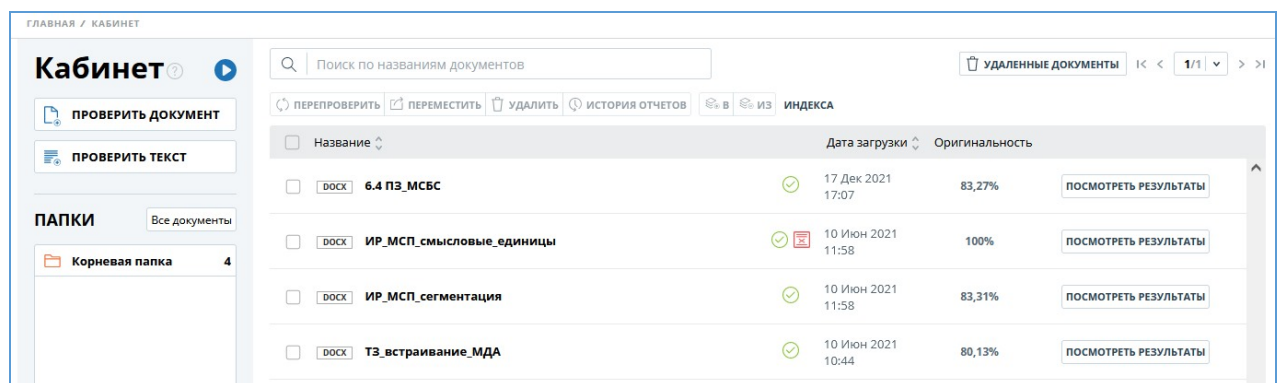 ГЛАВНАЯ / КАБИНЕТ
Кабинет ?
ПРОВЕРИТЬ ДОКУМЕНТ
ПРОВЕРИТЬ ТЕКСТ
ПАПКИ Все документы
Корневая папка 4
Поиск по названиям документов
УДАЛЕННЫЕ ДОКУМЕНТЫ |< < 1/1 > >|
ПЕРЕПРОВЕРИТЬ ПЕРЕМЕСТИТЬ УДАЛИТЬ ИСТОРИЯ ОТЧЕТОВ В ИЗ ИНДЕКСА
Название Дата загрузки Оригинальность
DOCX 6.4 ПЗ_МСБС 17 Дек 2021 17:07 83,27% ПОСМОТРЕТЬ РЕЗУЛЬТАТЫ
DOCX ИР_МСП_смысловые_единицы 10 Июн 2021 11:58 100% ПОСМОТРЕТЬ РЕЗУЛЬТАТЫ
DOCX ИР_МСП_сегментация 10 Июн 2021 11:58 83,31% ПОСМОТРЕТЬ РЕЗУЛЬТАТЫ
DOCX ТЗ_встраивание_МДА 10 Июн 2021 10:44 80,13% ПОСМОТРЕТЬ РЕЗУЛЬТАТЫ